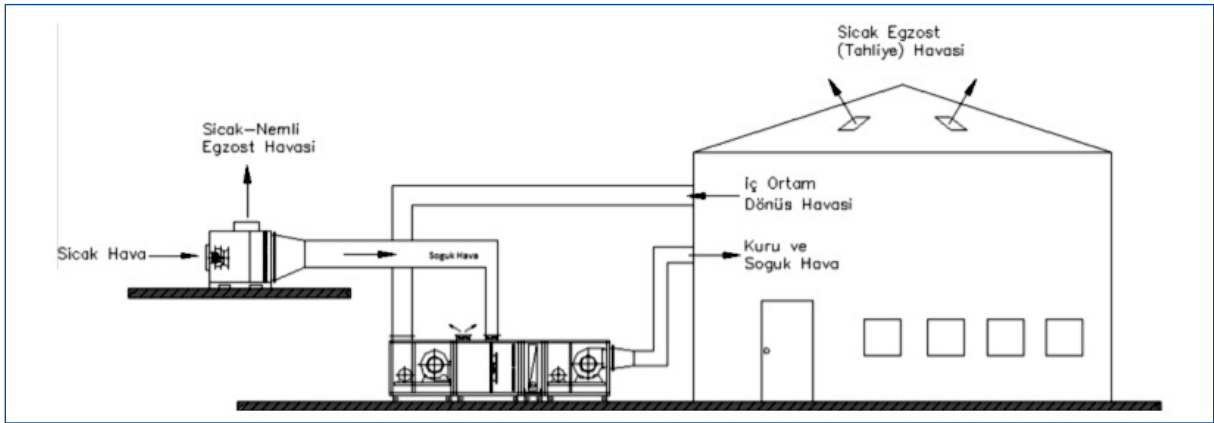 Sicak Egzost
(Tahliye) Havasi
Sicak-Nemli
Egzost Havasi
iç Ortam
Dönüs Havasi
Sicak Hava
Soguk Hava
Kuru ve
Soguk Hava